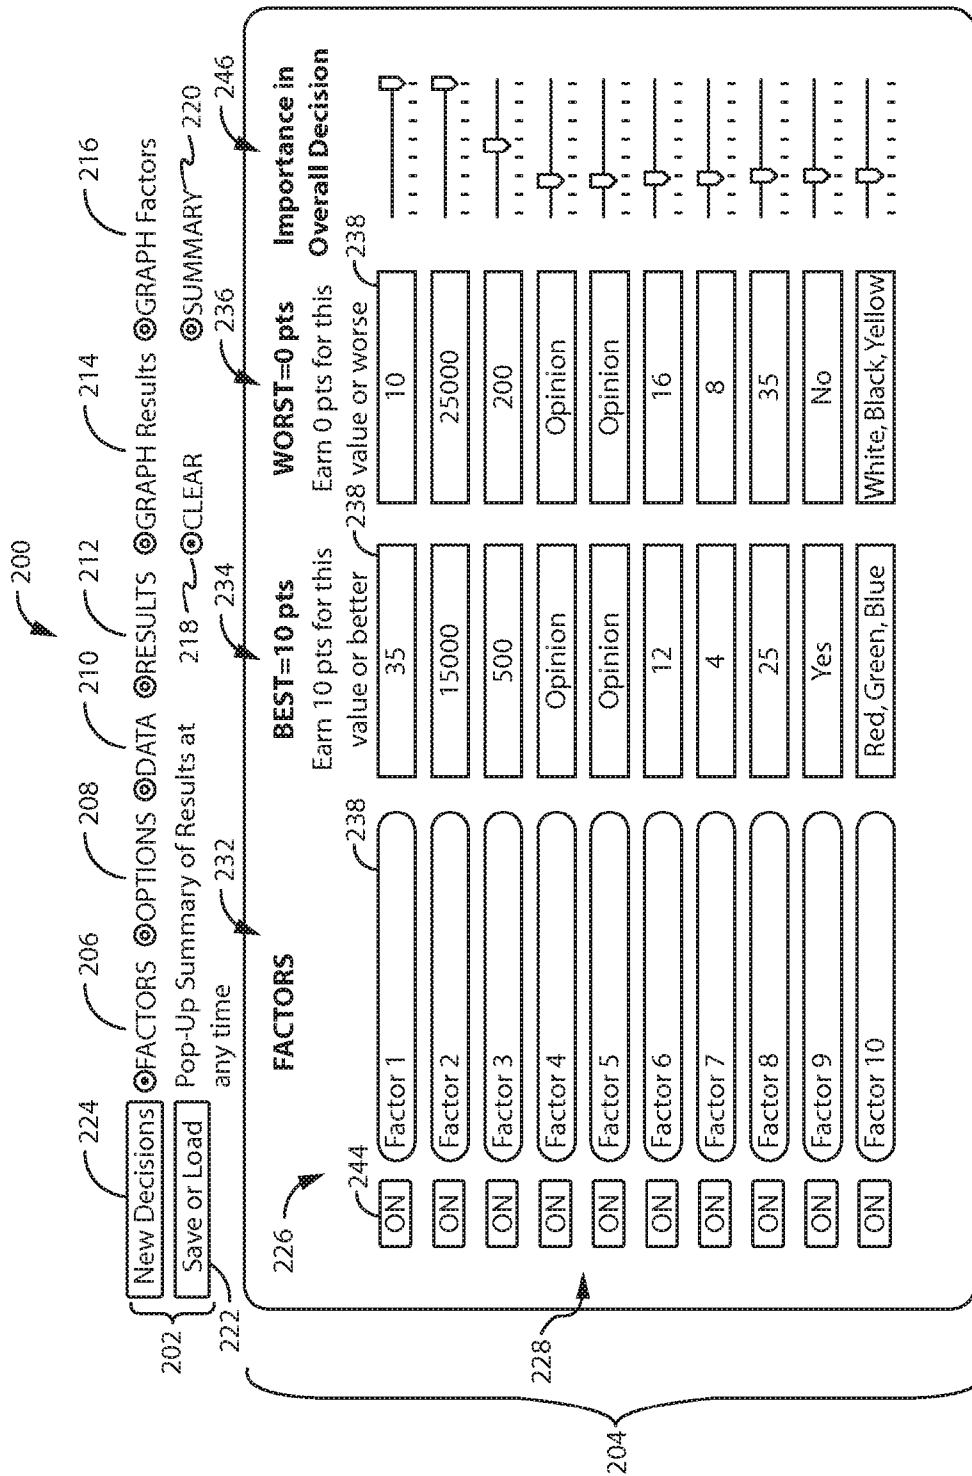 200
206 208 210 212 214 216
224
New Decisions FACTORS OPTIONS DATA RESULTS GRAPH Results GRAPH Factors
202
Save or Load Pop-Up Summary of Results at any time 218 CLEAR SUMMARY 220
222
232 234 236 246
FACTORS BEST=10 pts WORST=0 pts Importance in Overall Decision
226
Earn 10 pts for this value or better Earn 0 pts for this value or worse
244 238 238 238
ON Factor 1 35 10
ON Factor 2 15000 25000
ON Factor 3 500 200
ON Factor 4 Opinion Opinion
228
ON Factor 5 Opinion Opinion
ON Factor 6 12 16
ON Factor 7 4 8
204
ON Factor 8 25 35
ON Factor 9 Yes No
ON Factor 10 Red, Green, Blue White, Black, Yellow